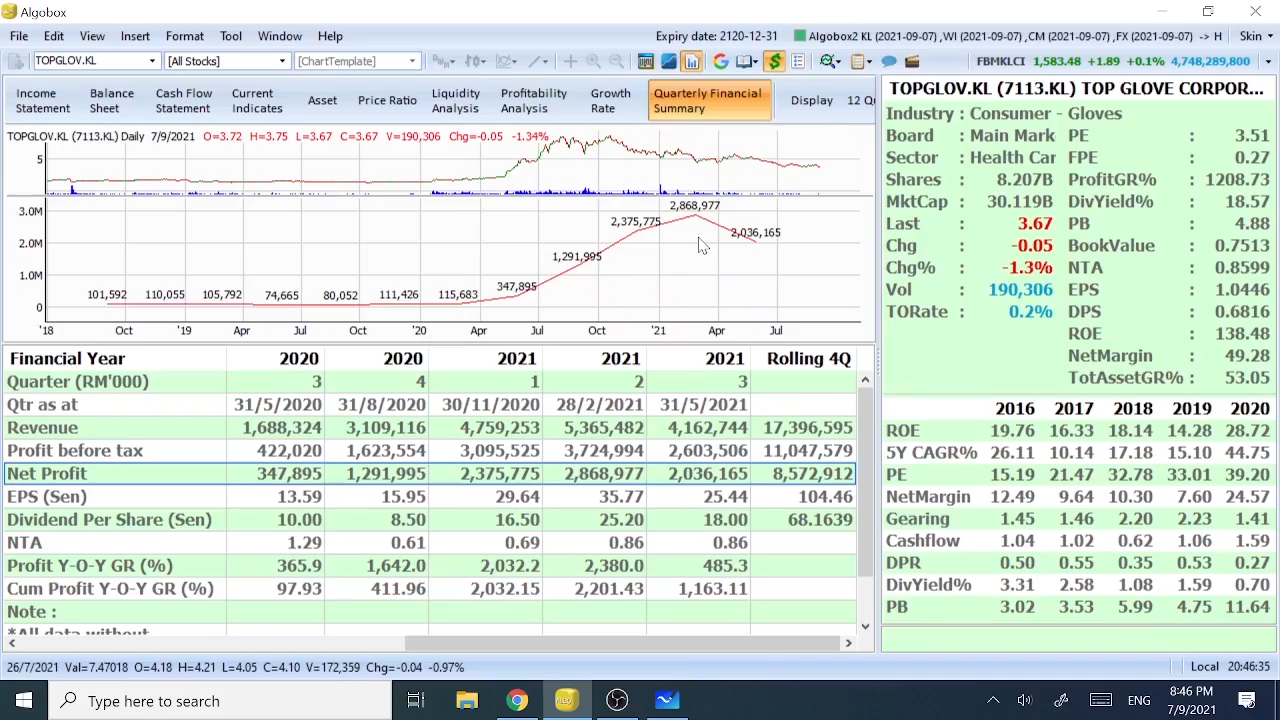 Algobox
File Edit View Insert Format Tool Window Help Expiry date: 2120-12-31 Algobox2 KL (2021-09-07) ,WI (2021-09-07) ,CM (2021-09-07) ,FX (2021-09-07) -> H Skin
TOPGLOV.KL [All Stocks] [ChartTemplate] FBMKLCI 1,583.48 +1.89 +0.1% 4,748,289,800
Income Statement Balance Sheet Cash Flow Statement Current Indicates Asset Price Ratio Liquidity Analysis Profitability Analysis Growth Rate Quarterly Financial Summary Display 12 Qu
TOPGLOV.KL (7113.KL) Daily 7/9/2021 O=3.72 H=3.75 L=3.67 C=3.67 V=190,306 Chg=-0.05 -1.34%
5
3.0M
2.0M
1.0M
0
101,592 110,055 105,792 74,665 80,052 111,426 115,683 347,895 1,291,995 2,375,775 2,868,977 2,036,165
'18 Oct '19 Apr Jul Oct '20 Apr Jul Oct '21 Apr Jul
Financial Year 2020 2020 2021 2021 2021 Rolling 4Q
Quarter (RM'000) 3 4 1 2 3
Qtr as at 31/5/2020 31/8/2020 30/11/2020 28/2/2021 31/5/2021
Revenue 1,688,324 3,109,116 4,759,253 5,365,482 4,162,744 17,396,595
Profit before tax 422,020 1,623,554 3,095,525 3,724,994 2,603,506 11,047,579
Net Profit 347,895 1,291,995 2,375,775 2,868,977 2,036,165 8,572,912
EPS (Sen) 13.59 15.95 29.64 35.77 25.44 104.46
Dividend Per Share (Sen) 10.00 8.50 16.50 25.20 18.00 68.1639
NTA 1.29 0.61 0.69 0.86 0.86
Profit Y-O-Y GR (%) 365.9 1,642.0 2,032.2 2,380.0 485.3
Cum Profit Y-O-Y GR (%) 97.93 411.96 2,032.15 2,201.43 1,163.11
Note :
*All data without
TOPGLOV.KL (7113.KL) TOP GLOVE CORPOR...
Industry : Consumer - Gloves
Board : Main Mark PE : 3.51
Sector : Health Car FPE : 0.27
Shares : 8.207B ProfitGR% : 1208.73
MktCap : 30.119B DivYield% : 18.57
Last : 3.67 PB : 4.88
Chg : -0.05 BookValue : 0.7513
Chg% : -1.3% NTA : 0.8599
Vol : 190,306 EPS : 1.0446
TORate : 0.2% DPS : 0.6816
ROE : 138.48
NetMargin : 49.28
TotAssetGR% : 53.05
2016 2017 2018 2019 2020
ROE 19.76 16.33 18.14 14.28 28.72
5Y CAGR% 26.11 10.14 17.18 15.10 44.75
PE 15.19 21.47 32.78 33.01 39.20
NetMargin 12.49 9.64 10.30 7.60 24.57
Gearing 1.45 1.46 2.20 2.23 1.41
Cashflow 1.04 1.02 0.62 1.06 1.59
DPR 0.50 0.55 0.35 0.53 0.27
DivYield% 3.31 2.58 1.08 1.59 0.70
PB 3.02 3.53 5.99 4.75 11.64
26/7/2021 Val=7.47018 O=4.18 H=4.21 L=4.05 C=4.10 V=172,359 Chg=-0.04 -0.97% Local 20:46:35
Type here to search ENG 8:46 PM
7/9/2021